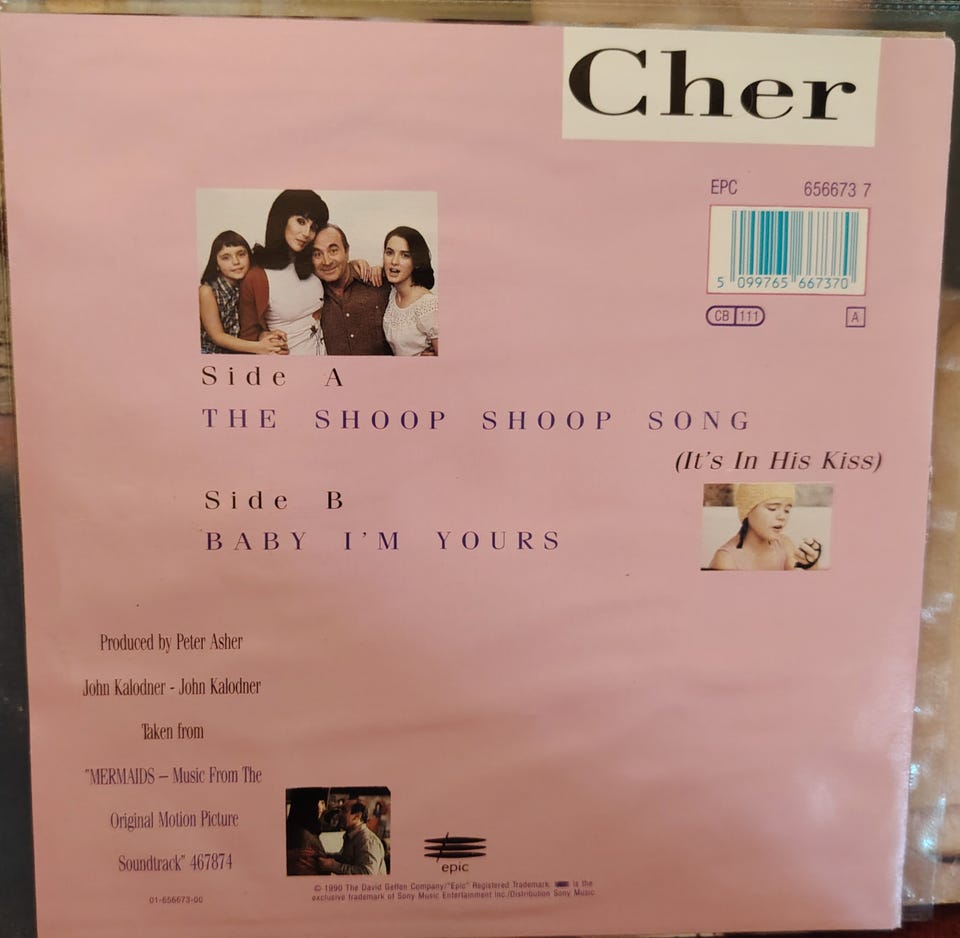 Cher
EPC 656673 7
5 099765 667370
CB 111
A
Side A
THE SHOOP SHOOP SONG
(It's In His Kiss)
Side B
BABY I'M YOURS
Produced by Peter Asher
John Kalodner - John Kalodner
Taken from
"MERMAIDS – Music From The
Original Motion Picture
Soundtrack" 467874
01-656673-00
epic
© 1990 The David Geffen Company/"Epic" Registered Trademark, is the
exclusive trademark of Sony Music Entertainment Inc./Distribution Sony Music